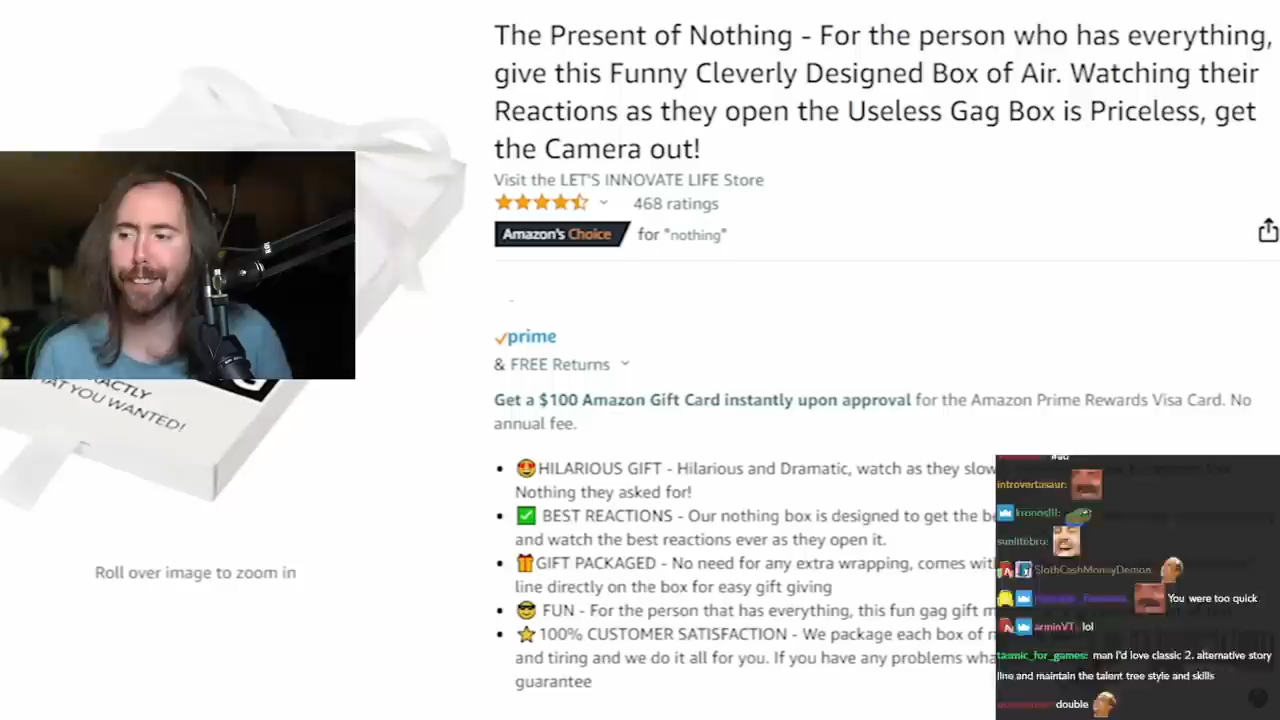 The Present of Nothing - For the person who has everything,
give this Funny Cleverly Designed Box of Air. Watching their
Reactions as they open the Useless Gag Box is Priceless, get
the Camera out!
Visit the LET'S INNOVATE LIFE Store
468 ratings
Amazon's Choice for "nothing"
prime
& FREE Returns
Get a $100 Amazon Gift Card instantly upon approval for the Amazon Prime Rewards Visa Card. No
annual fee.
YOU WANTED!
HILARIOUS GIFT - Hilarious and Dramatic, watch as they slow
Nothing they asked for!
BEST REACTIONS - Our nothing box is designed to get the be
and watch the best reactions ever as they open it.
GIFT PACKAGED - No need for any extra wrapping, comes wit
line directly on the box for easy gift giving
FUN - For the person that has everything, this fun gag gift m
100% CUSTOMER SATISFACTION - We package each box of n
and tiring and we do it all for you. If you have any problems wha
guarantee
Roll over image to zoom in
introvertasaur:
sunlitebro:
SlothCashMoneyDemon
You were too quick
arminVT: lol
man I'd love classic 2. alternative story
line and maintain the talent tree style and skills
double